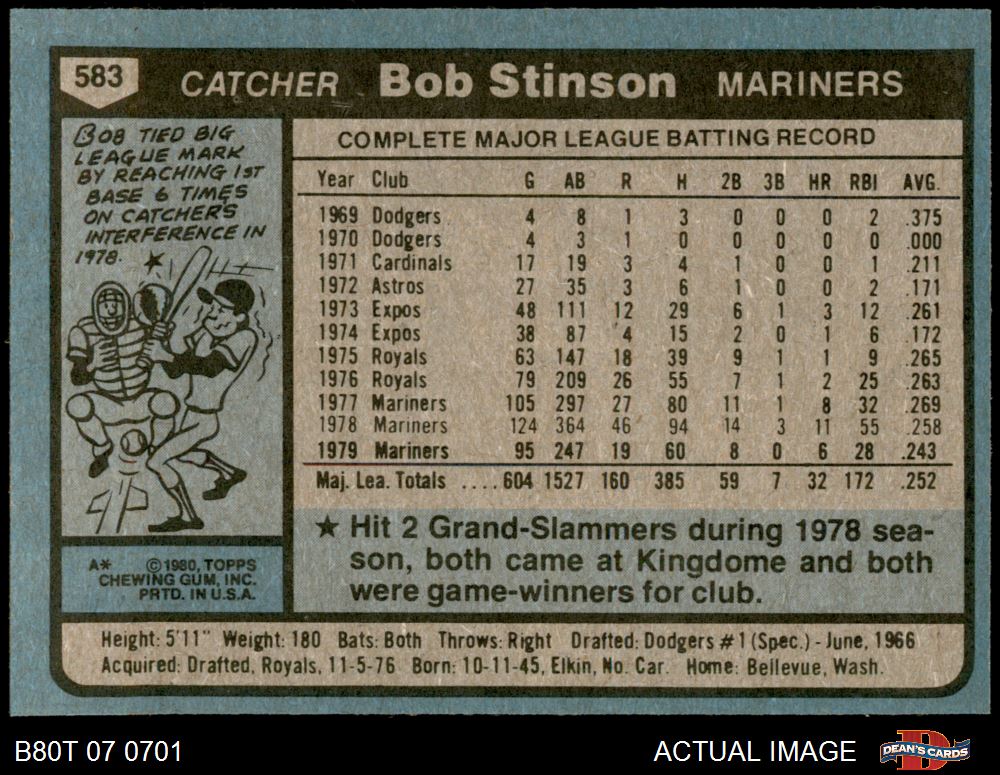 583 CATCHER Bob Stinson MARINERS
BOB TIED BIG
LEAGUE MARK
BY REACHING 1ST
BASE 6 TIMES
ON CATCHER'S
INTERFERENCE IN
1978.
COMPLETE MAJOR LEAGUE BATTING RECORD
Year Club G AB R H 2B 3B HR RBI AVG.
1969 Dodgers 4 8 1 3 0 0 0 2 .375
1970 Dodgers 4 3 1 0 0 0 0 0 .000
1971 Cardinals 17 19 3 4 1 0 0 1 .211
1972 Astros 27 35 3 6 1 0 0 2 .171
1973 Expos 48 111 12 29 6 1 3 12 .261
1974 Expos 38 87 4 15 2 0 1 6 .172
1975 Royals 63 147 18 39 9 1 1 9 .265
1976 Royals 79 209 26 55 7 1 2 25 .263
1977 Mariners 105 297 27 80 11 1 8 32 .269
1978 Mariners 124 364 46 94 14 3 11 55 .258
1979 Mariners 95 247 19 60 8 0 6 28 .243
Maj. Lea. Totals ....604 1527 160 385 59 7 32 172 .252
★ Hit 2 Grand-Slammers during 1978 sea-
son, both came at Kingdome and both
were game-winners for club.
A* ©1980, TOPPS
CHEWING GUM, INC.
PRTD. IN U.S.A.
Height: 5'11" Weight: 180 Bats: Both Throws: Right Drafted: Dodgers #1 (Spec.) - June, 1966
Acquired: Drafted, Royals, 11-5-76 Born: 10-11-45, Elkin, No. Car. Home: Bellevue, Wash.
B80T 07 0701 ACTUAL IMAGE DEAN'S CARDS